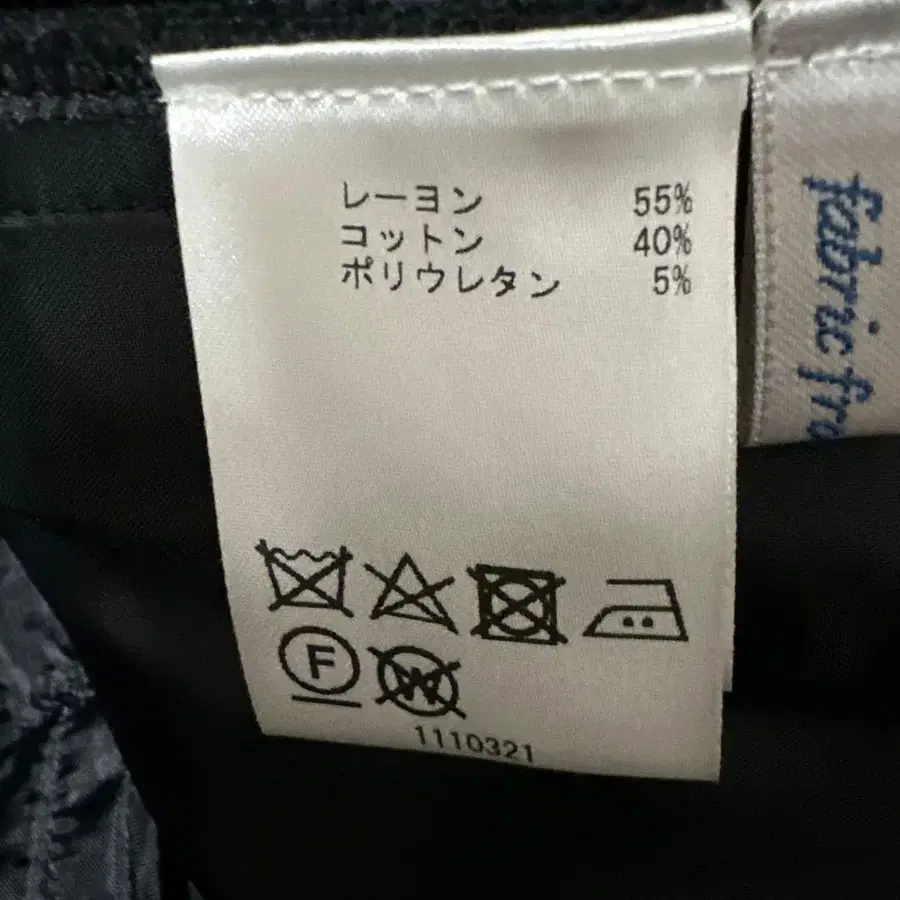 レーヨン 55%
コットン 40%
ポリウレタン 5%
F
W
1110321
fabric